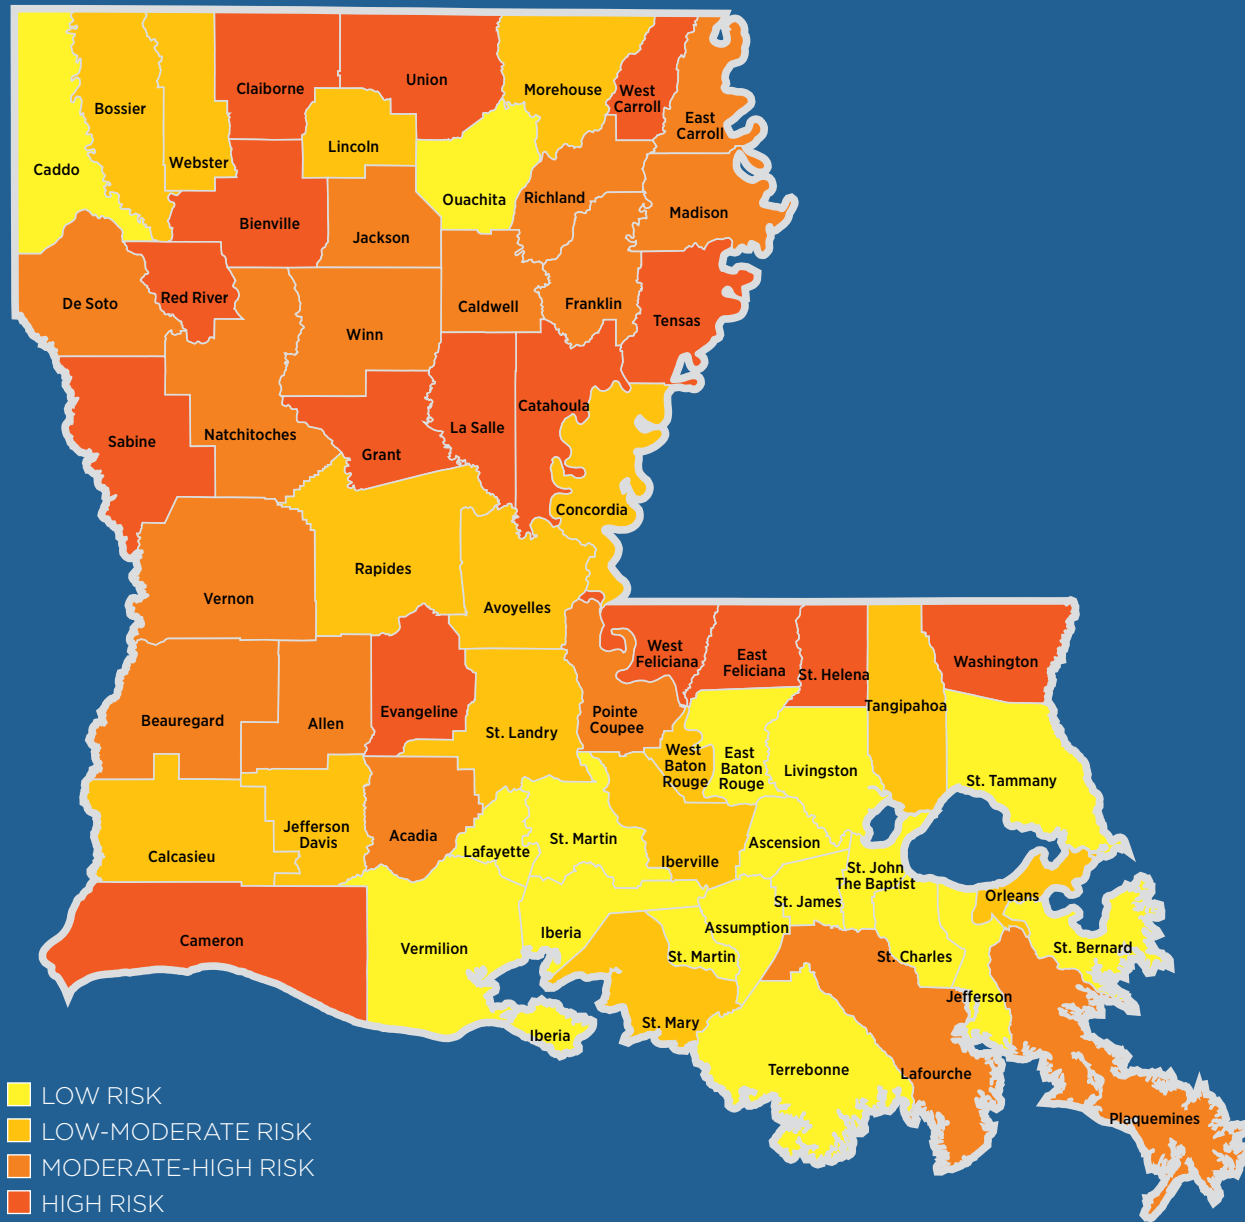 Claiborne
Union
Morehouse
West
Carroll
East
Carroll
Bossier
Webster
Lincoln
Caddo
Ouachita
Richland
Madison
Bienville
Jackson
De Soto
Red River
Winn
Caldwell
Franklin
Tensas
Sabine
Natchitoches
Grant
La Salle
Catahoula
Concordia
Vernon
Rapides
Avoyelles
West
Feliciana
East
Feliciana
St. Helena
Washington
Tangipahoa
Beauregard
Allen
Evangeline
St. Landry
Pointe
Coupee
West
Baton
Rouge
East
Baton
Rouge
Livingston
St. Tammany
Calcasieu
Jefferson
Davis
Acadia
Lafayette
St. Martin
Iberville
Ascension
St. John
The Baptist
St. James
Orleans
Cameron
Vermilion
Iberia
Assumption
St. Martin
St. Charles
St. Bernard
Jefferson
Iberia
St. Mary
Terrebonne
Lafourche
Plaquemines
LOW RISK
LOW-MODERATE RISK
MODERATE-HIGH RISK
HIGH RISK